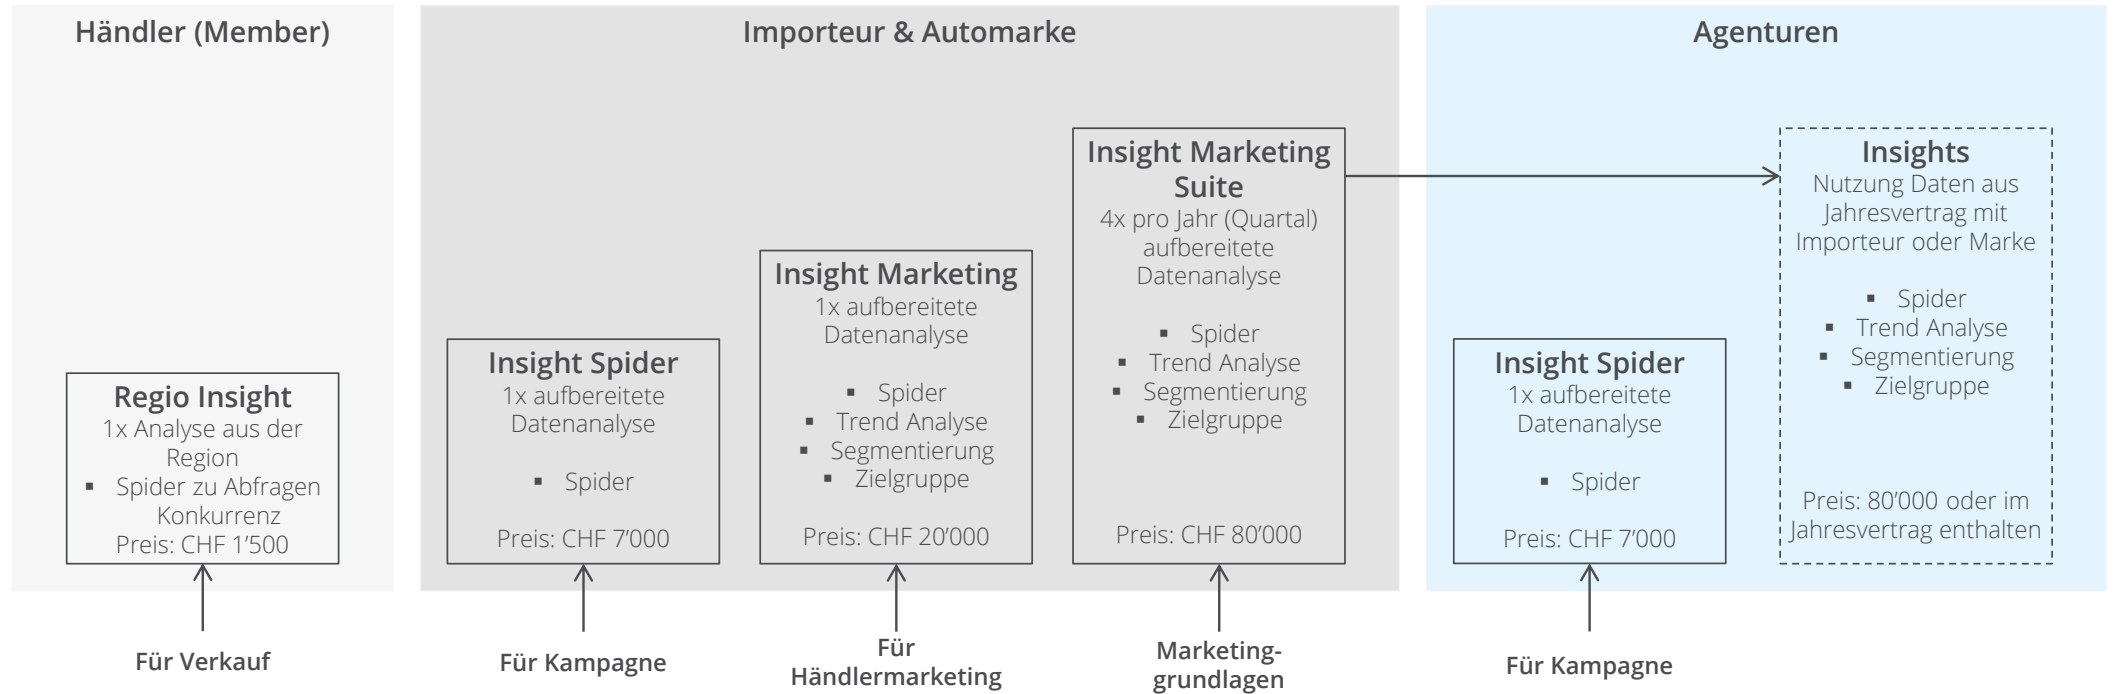 Händler (Member)
Regio Insight
1x Analyse aus der
Region
▪ Spider zu Abfragen
Konkurrenz
Preis: CHF 1’500
Für Verkauf
Importeur & Automarke
Insight Spider
1x aufbereitete
Datenanalyse
▪ Spider
Preis: CHF 7’000
Für Kampagne
Insight Marketing
1x aufbereitete
Datenanalyse
▪ Spider
▪ Trend Analyse
▪ Segmentierung
▪ Zielgruppe
Preis: CHF 20’000
Für
Händlermarketing
Insight Marketing
Suite
4x pro Jahr (Quartal)
aufbereitete
Datenanalyse
▪ Spider
▪ Trend Analyse
▪ Segmentierung
▪ Zielgruppe
Preis: CHF 80’000
Marketing-
grundlagen
Agenturen
Insight Spider
1x aufbereitete
Datenanalyse
▪ Spider
Preis: CHF 7’000
Für Kampagne
Insights
Nutzung Daten aus
Jahresvertrag mit
Importeur oder Marke
▪ Spider
▪ Trend Analyse
▪ Segmentierung
▪ Zielgruppe
Preis: 80’000 oder im
Jahresvertrag enthalten